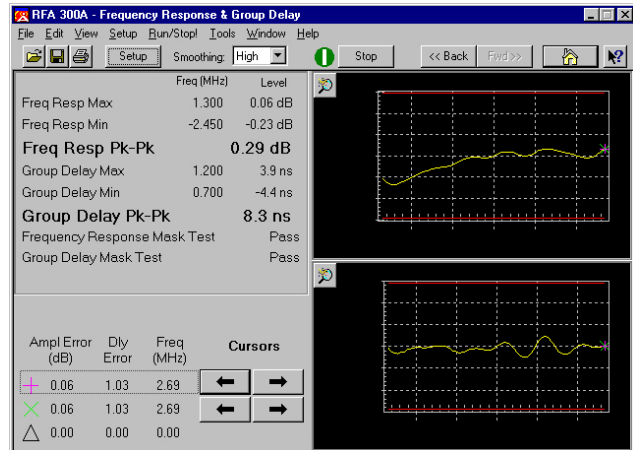 RFA 300A - Frequency Response & Group Delay
File Edit View Setup Run/Stop! Tools Window Help
Setup Smoothing: High Stop << Back Fwd >>
Freq (MHz) Level
Freq Resp Max 1.300 0.06 dB
Freq Resp Min -2.450 -0.23 dB
Freq Resp Pk-Pk 0.29 dB
Group Delay Max 1.200 3.9 ns
Group Delay Min 0.700 -4.4 ns
Group Delay Pk-Pk 8.3 ns
Frequency Response Mask Test Pass
Group Delay Mask Test Pass
Ampl Error Dly Freq Cursors
(dB) Error (MHz)
0.06 1.03 2.69
0.06 1.03 2.69
0.00 0.00 0.00